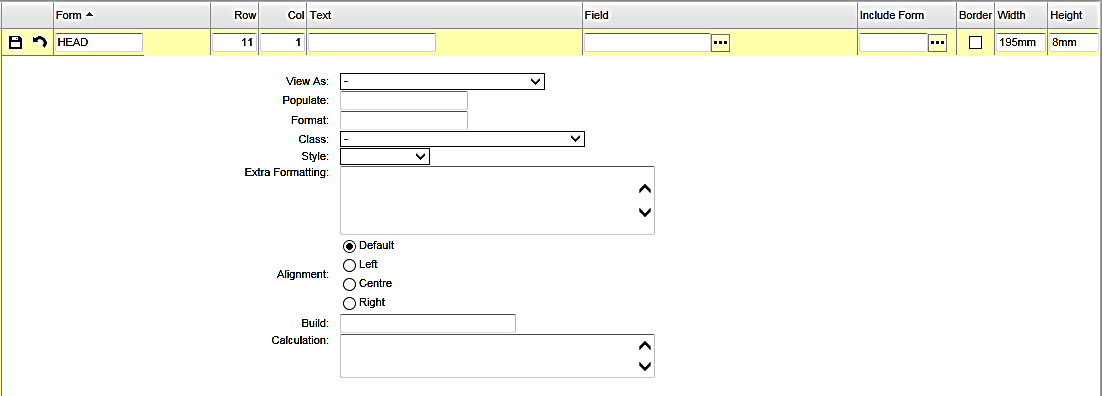 Form Row Col Text Field Include Form Border Width Height
HEAD 11 1 195mm 8mm
View As: -
Populate:
Format:
Class: -
Style:
Extra Formatting:
Default
Left
Alignment:
Centre
Right
Build:
Calculation: